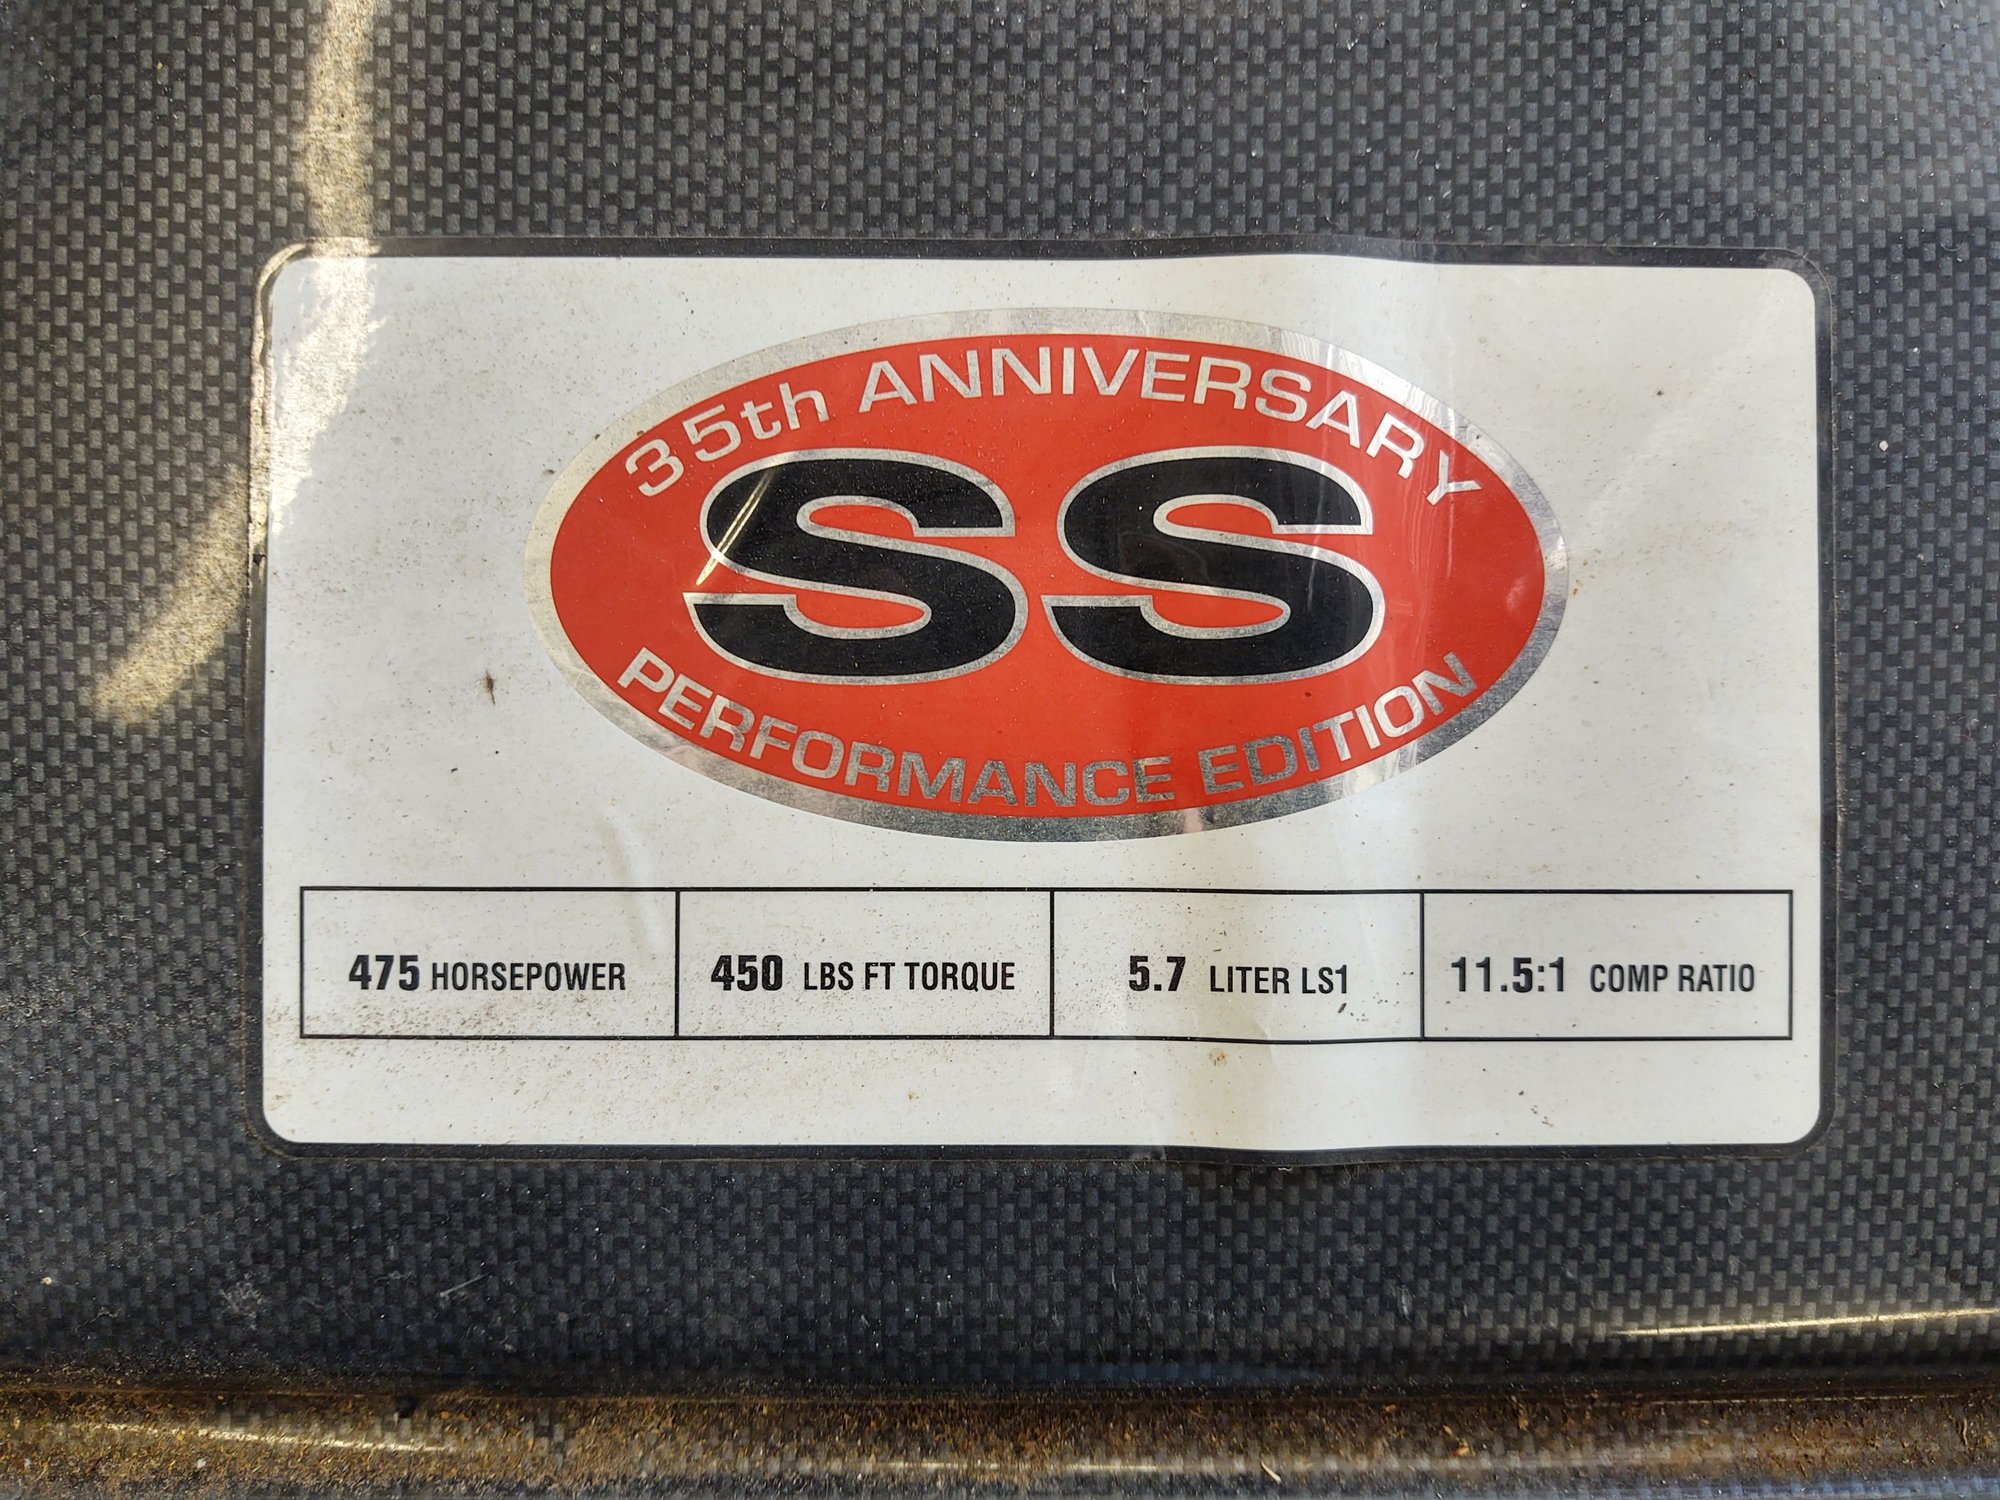 35th ANNIVERSARY
SS
PERFORMANCE EDITION
475 HORSEPOWER
450 LBS FT TORQUE
5.7 LITER LS1
11.5:1 COMP RATIO